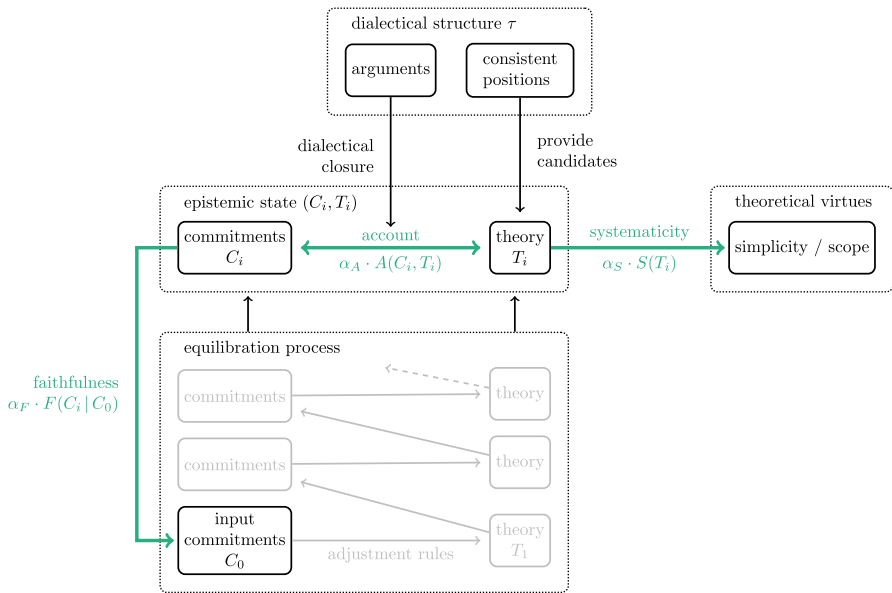 dialectical structure τ
arguments
consistent
positions
dialectical
closure
provide
candidates
epistemic state (C_i, T_i)
theoretical virtues
commitments
C_i
account
α_A · A(C_i, T_i)
theory
T_i
systematicity
α_S · S(T_i)
simplicity / scope
equilibration process
faithfulness
α_F · F(C_i | C_0)
commitments
theory
commitments
theory
input
commitments
C_0
adjustment rules
theory
T_1